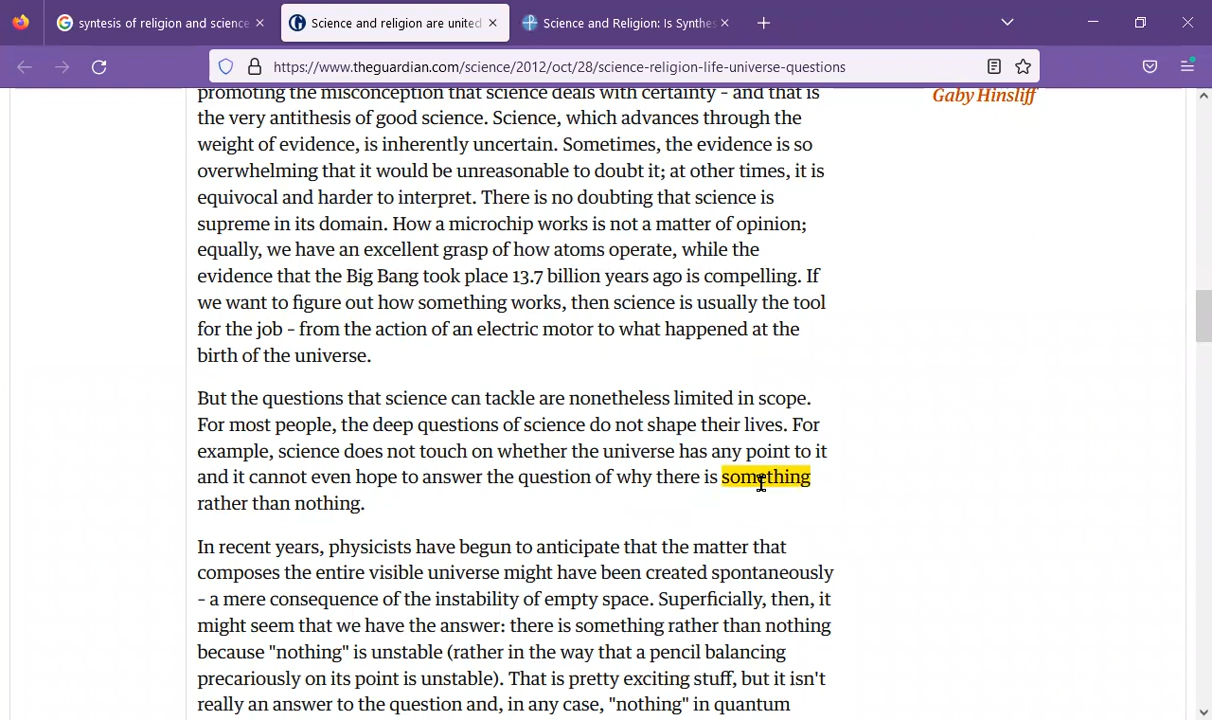 syntesis of religion and science
Science and religion are united
Science and Religion: Is Synthes
https://www.theguardian.com/science/2012/oct/28/science-religion-life-universe-questions
promoting the misconception that science deals with certainty – and that is
the very antithesis of good science. Science, which advances through the
weight of evidence, is inherently uncertain. Sometimes, the evidence is so
overwhelming that it would be unreasonable to doubt it; at other times, it is
equivocal and harder to interpret. There is no doubting that science is
supreme in its domain. How a microchip works is not a matter of opinion;
equally, we have an excellent grasp of how atoms operate, while the
evidence that the Big Bang took place 13.7 billion years ago is compelling. If
we want to figure out how something works, then science is usually the tool
for the job – from the action of an electric motor to what happened at the
birth of the universe.
But the questions that science can tackle are nonetheless limited in scope.
For most people, the deep questions of science do not shape their lives. For
example, science does not touch on whether the universe has any point to it
and it cannot even hope to answer the question of why there is something
rather than nothing.
In recent years, physicists have begun to anticipate that the matter that
composes the entire visible universe might have been created spontaneously
– a mere consequence of the instability of empty space. Superficially, then, it
might seem that we have the answer: there is something rather than nothing
because "nothing" is unstable (rather in the way that a pencil balancing
precariously on its point is unstable). That is pretty exciting stuff, but it isn't
really an answer to the question and, in any case, "nothing" in quantum
Gaby Hinsliff